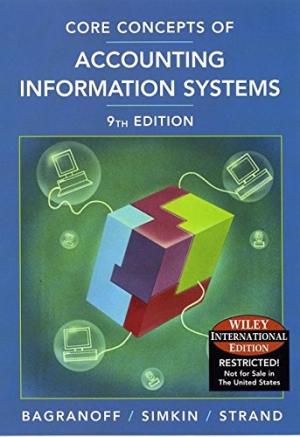 CORE CONCEPTS OF
ACCOUNTING
INFORMATION SYSTEMS
9TH EDITION
WILEY
INTERNATIONAL
EDITION
RESTRICTED!
Not for Sale in
The United States
BAGRANOFF / SIMKIN / STRAND